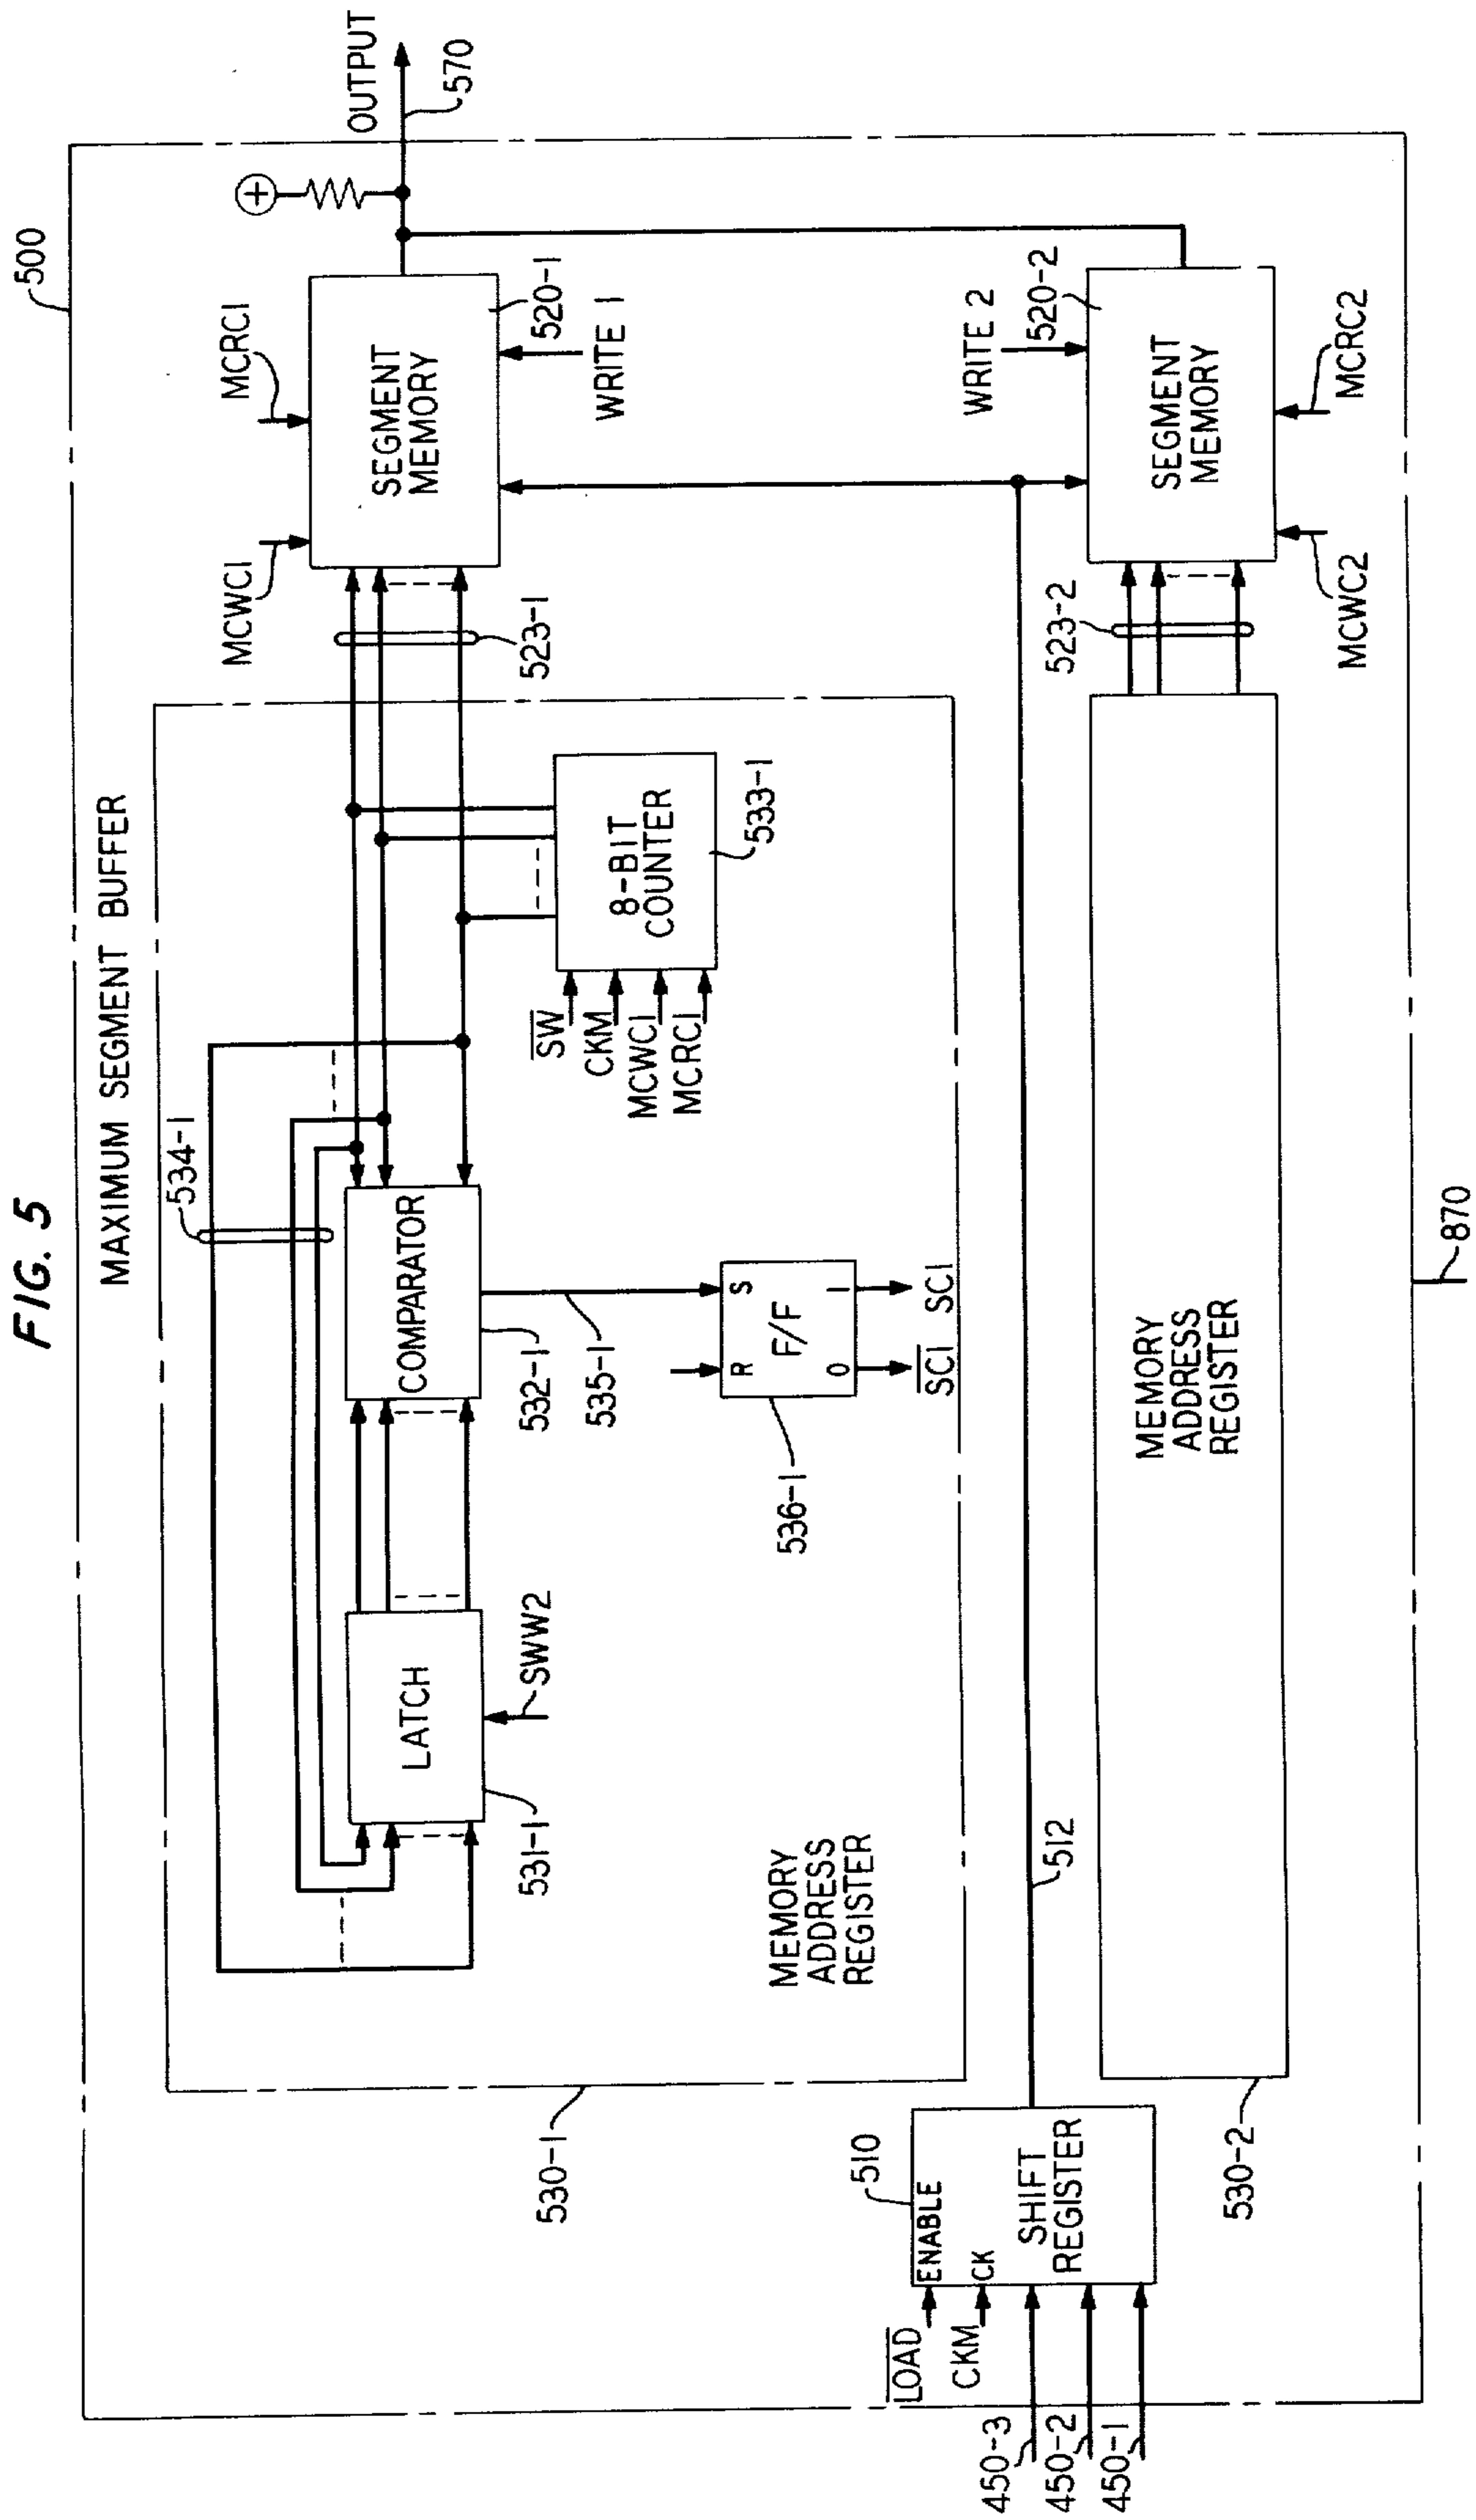 FIG. 5
500
MAXIMUM SEGMENT BUFFER
OUTPUT
570
MCWC1
MCRC1
SEGMENT
MEMORY
520-1
WRITE 1
523-1
534-1
LATCH
531-1
SWW2
COMPARATOR
532-1
535-1
R
S
F/F
0
1
S̅C̅1̅
SC1
536-1
8-BIT
COUNTER
533-1
S̅W̅
CKM
MCWC1
MCRC1
MEMORY
ADDRESS
REGISTER
530-1
510
L̅O̅A̅D̅
ENABLE
CKM
CK
SHIFT
REGISTER
450-3
450-2
450-1
512
MEMORY
ADDRESS
REGISTER
530-2
523-2
WRITE 2
520-2
SEGMENT
MEMORY
MCWC2
MCRC2
870